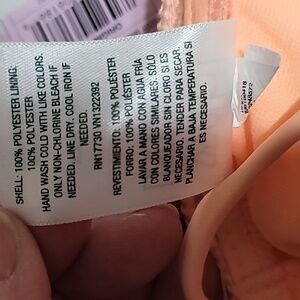 SHELL: 100% POLYESTER LINING:
100% POLYESTER
HAND WASH COLD WITH LIKE COLORS.
ONLY NON-CHLORINE BLEACH IF
NEEDED. LINE DRY. COOL IRON IF
NEEDED.
RN17730/VN1322392
REVESTIMIENTO: 100% POLIÉSTER
FORRO: 100% POLIÉSTER
LAVAR A MANO CON AGUA FRÍA
CON COLORES SIMILARES. SOLO
BLANQUEADOR SIN CLORO SI ES
NECESARIO. TENDER PARA SECAR.
PLANCHAR A BAJA TEMPERATURA SI
ES NECESARIO.